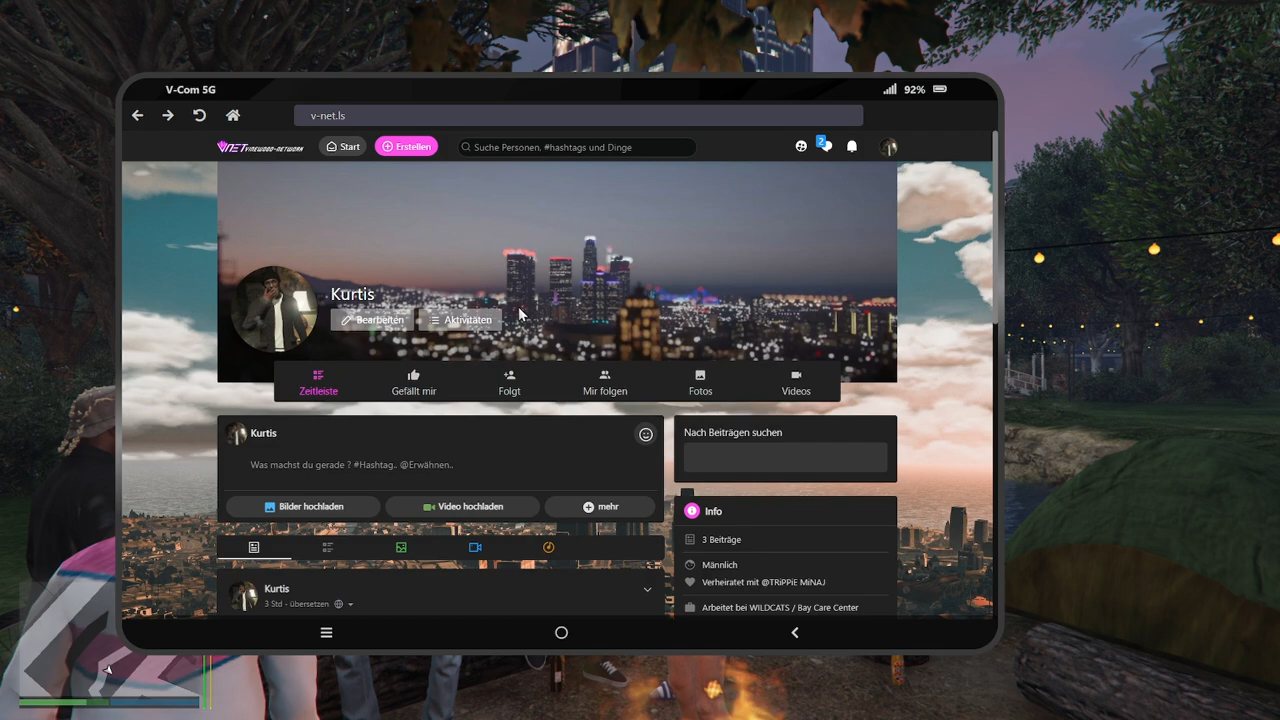 V-Com 5G
92%
v-net.ls
VNET VINEWOOD-NETWORK
Start
Erstellen
Suche Personen, #hashtags und Dinge
2
Kurtis
Bearbeiten
Aktivitäten
Zeitleiste
Gefällt mir
Folgt
Mir folgen
Fotos
Videos
Kurtis
Was machst du gerade ? #Hashtag.. @Erwähnen..
Bilder hochladen
Video hochladen
mehr
Nach Beiträgen suchen
Info
3 Beiträge
Männlich
Verheiratet mit @TRiPPiE MiNAJ
Arbeitet bei WILDCATS / Bay Care Center
Kurtis
3 Std - übersetzen